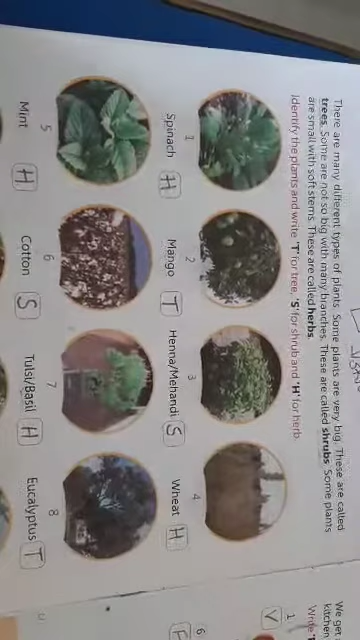 There are many different types of plants. Some plants are very big. These are called
trees. Some are not so big with many branches. These are called shrubs. Some plants
are small with soft stems. These are called herbs.
Identify the plants and write 'T' for tree, 'S' for shrub and 'H' for herb.
1 2 3 4
Spinach H Mango T Henna/Mehandi S Wheat H
5 6 7 8
Mint H Cotton S Tulsi/Basil H Eucalyptus T
We get
kitchen
Write
1
V
6